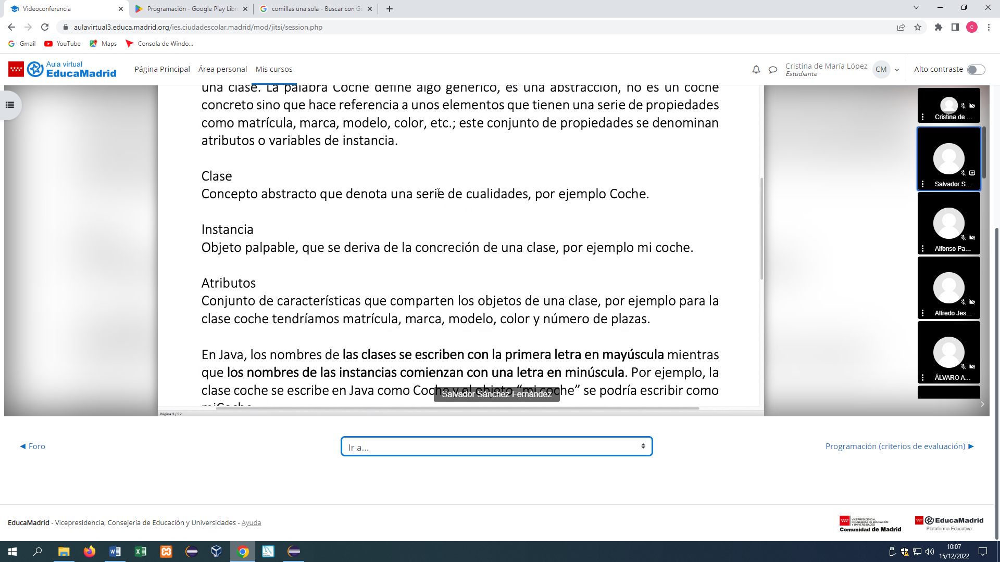 Videoconferencia
Programación - Google Play Libro
comillas una sola - Buscar con Go
aulavirtual3.educa.madrid.org/ies.ciudadescolar.madrid/mod/jitsi/session.php
C
Gmail
YouTube
Maps
Consola de Windo...
Aula virtual
EducaMadrid
Página Principal
Área personal
Mis cursos
Cristina de María López
Estudiante
CM
Alto contraste
una clase. La palabra Coche define algo genérico, es una abstracción, no es un coche
concreto sino que hace referencia a unos elementos que tienen una serie de propiedades
como matrícula, marca, modelo, color, etc.; este conjunto de propiedades se denominan
atributos o variables de instancia.
Clase
Concepto abstracto que denota una serie de cualidades, por ejemplo Coche.
Instancia
Objeto palpable, que se deriva de la concreción de una clase, por ejemplo mi coche.
Atributos
Conjunto de características que comparten los objetos de una clase, por ejemplo para la
clase coche tendríamos matrícula, marca, modelo, color y número de plazas.
En Java, los nombres de las clases se escriben con la primera letra en mayúscula mientras
que los nombres de las instancias comienzan con una letra en minúscula. Por ejemplo, la
clase coche se escribe en Java como Coche y el objeto “mi coche” se podría escribir como
miCoche
Salvador Sánchez Fernández
Página 3 / 32
Cristina de ...
Salvador S...
Alfonso Pa...
Alfredo Jes...
ÁLVARO A...
◀ Foro
Ir a...
Programación (criterios de evaluación) ▶
EducaMadrid - Vicepresidencia, Consejería de Educación y Universidades - Ayuda
VICEPRESIDENCIA,
CONSEJERÍA DE EDUCACIÓN
Y UNIVERSIDADES
Comunidad de Madrid
EducaMadrid
Plataforma Educativa
10:07
15/12/2022